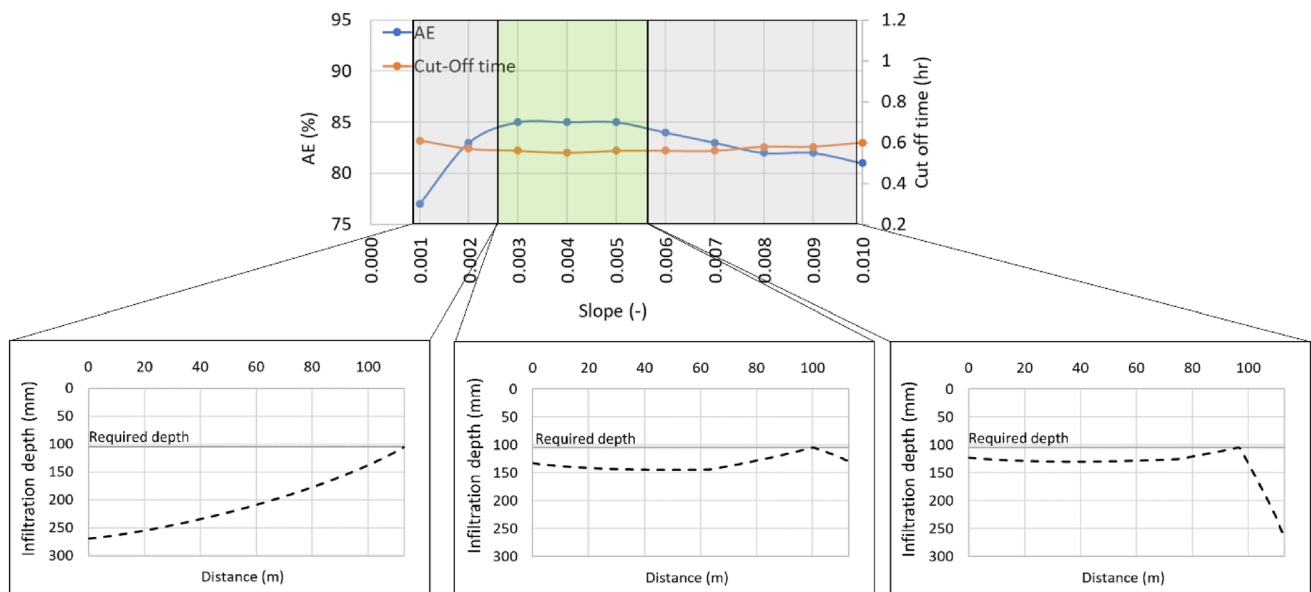 95
90
85
80
75
AE (%)
AE
Cut-Off time
1.2
1
0.8
0.6
0.4
0.2
Cut off time (hr)
0.000
0.001
0.002
0.003
0.004
0.005
0.006
0.007
0.008
0.009
0.010
Slope (-)
0 20 40 60 80 100
0
50
100
150
200
250
300
Infiltration depth (mm)
Required depth
Distance (m)
0 20 40 60 80 100
0
50
100
150
200
250
300
Infiltration depth (mm)
Required depth
Distance (m)
0 20 40 60 80 100
0
50
100
150
200
250
300
Infiltration depth (mm)
Required depth
Distance (m)